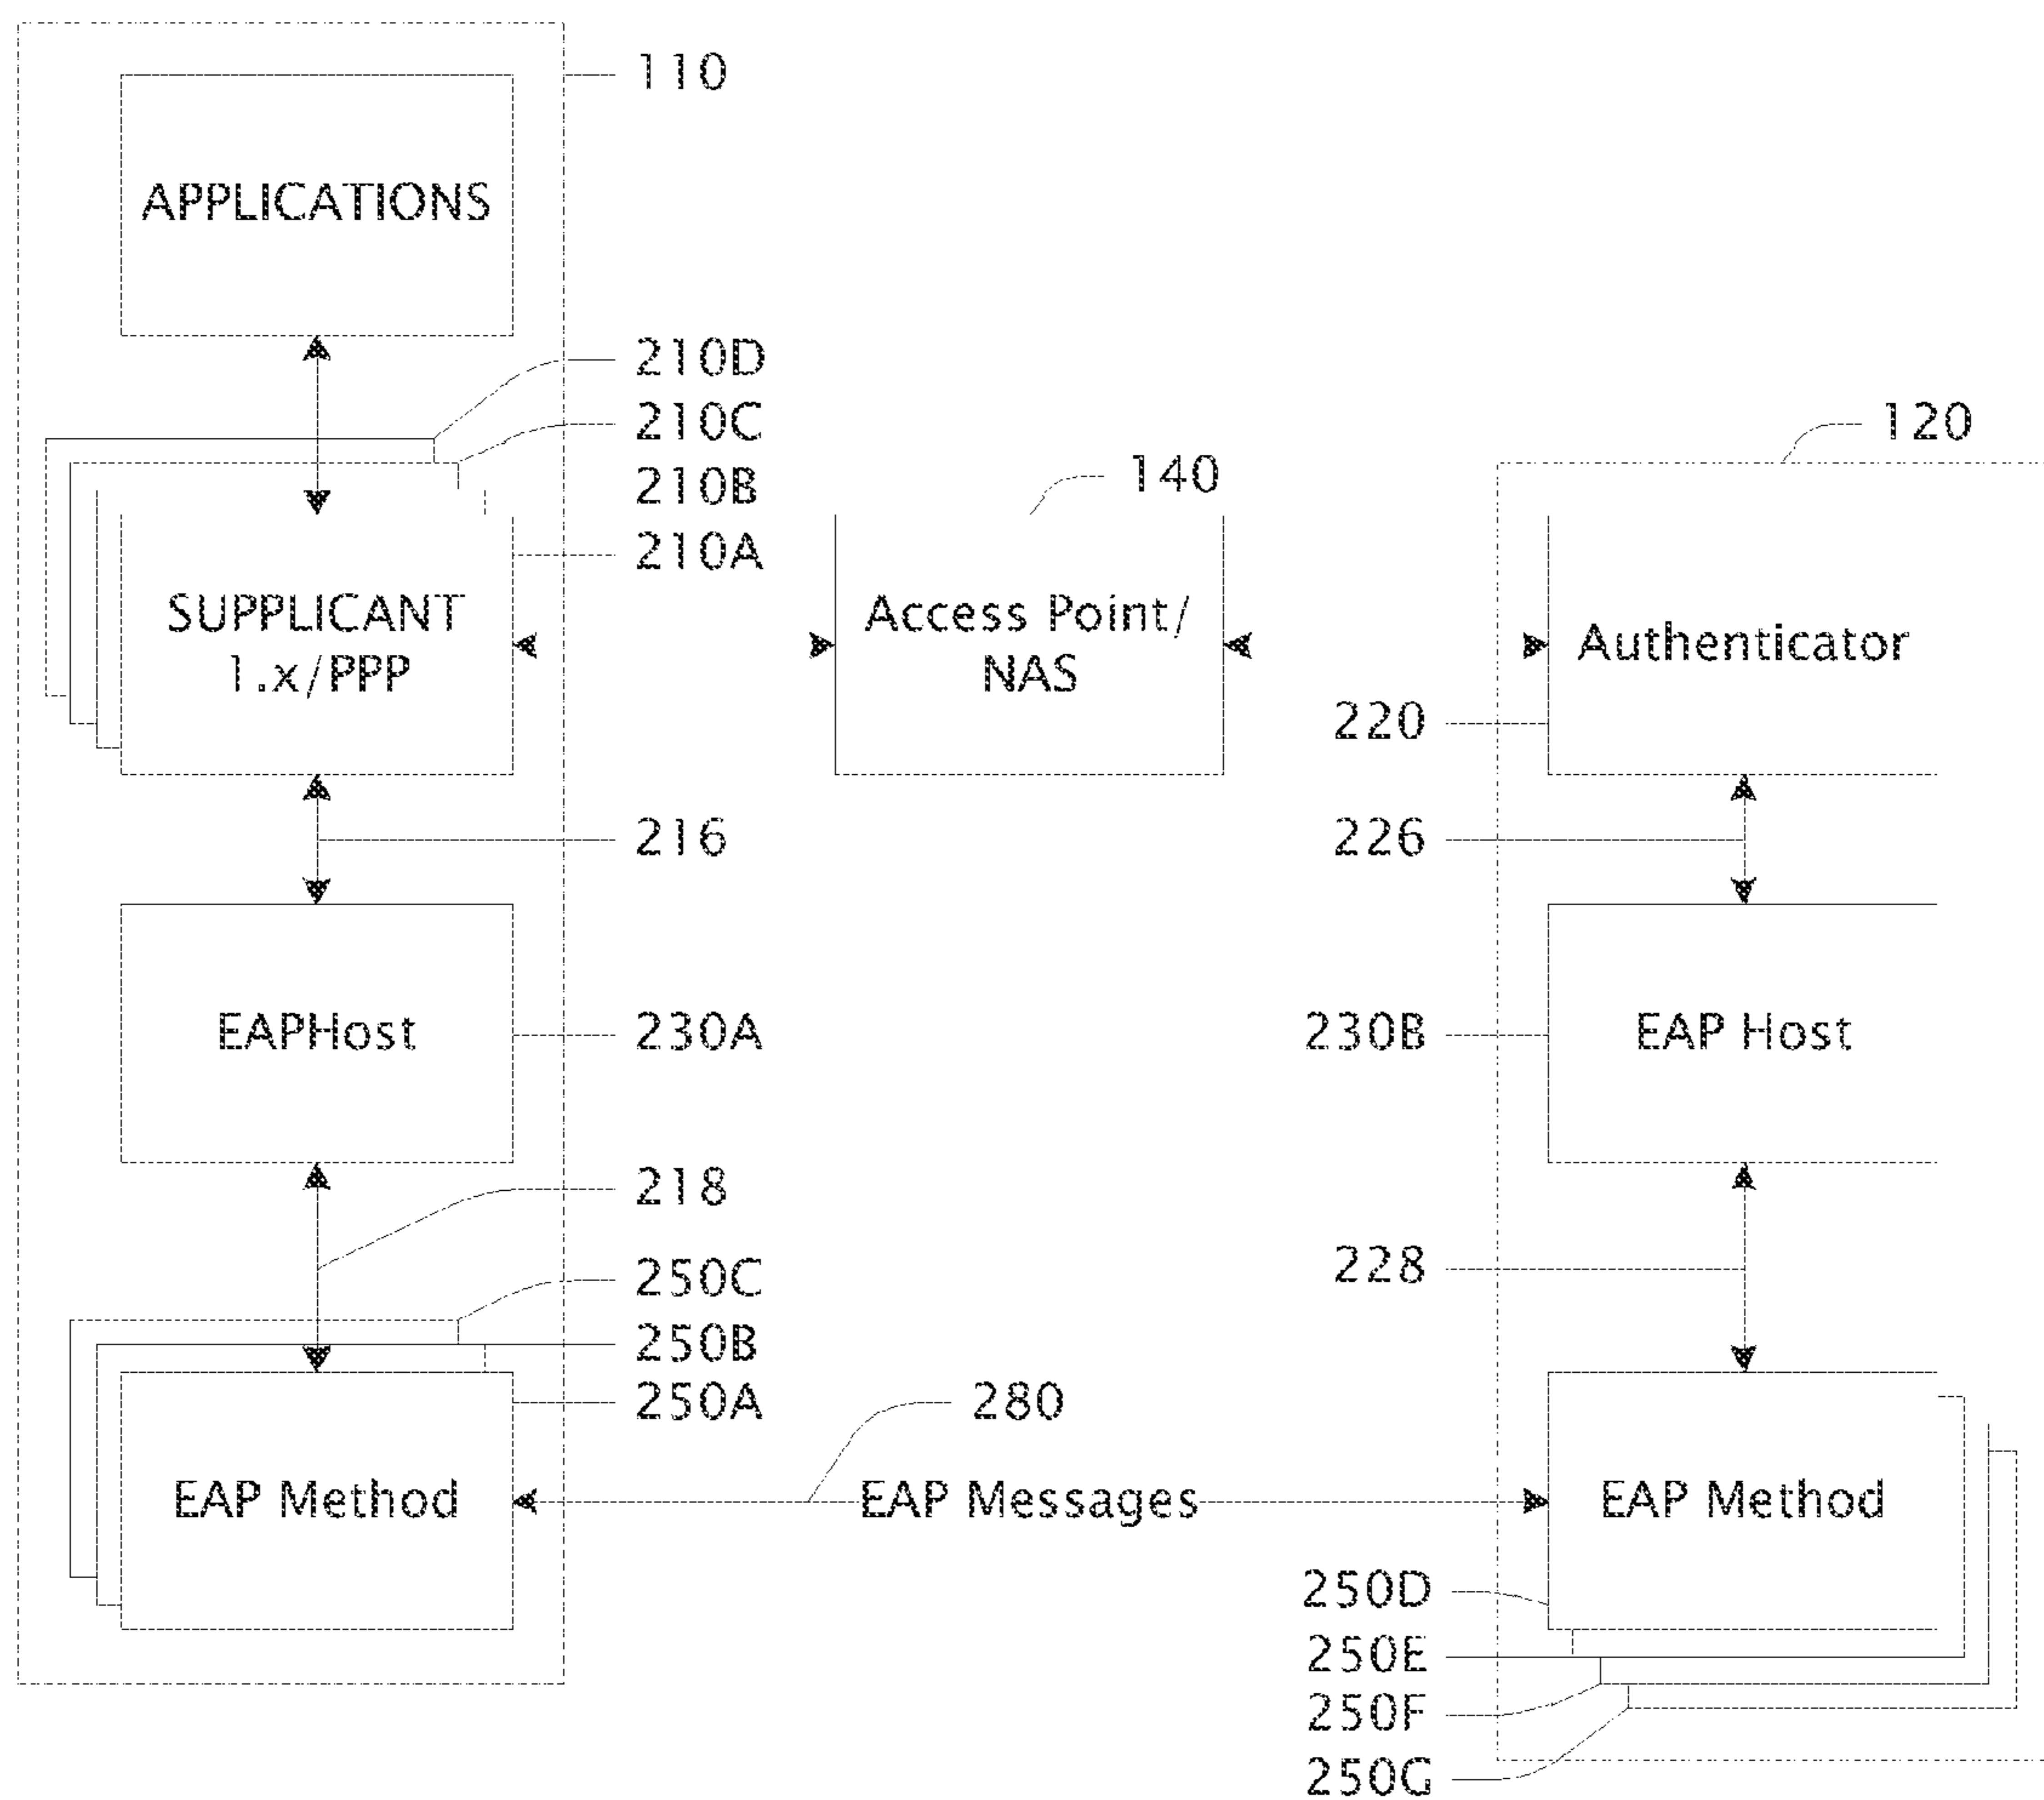 110
APPLICATIONS
210D
210C
210B
210A
SUPPLICANT
1.x/PPP
140
Access Point/
NAS
120
Authenticator
220
216
226
EAPHost
230A
230B
EAP Host
218
228
250C
250B
250A
EAP Method
280
EAP Messages
EAP Method
250D
250E
250F
250G